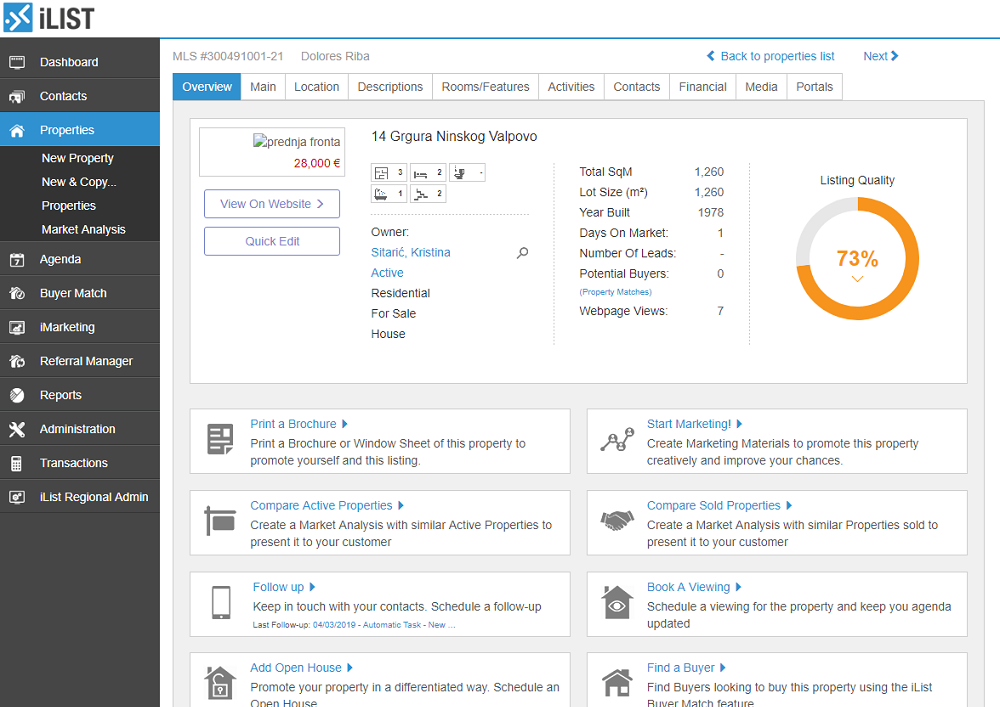 iLIST
Dashboard
Contacts
Properties
New Property
New & Copy...
Properties
Market Analysis
Agenda
Buyer Match
iMarketing
Referral Manager
Reports
Administration
Transactions
iList Regional Admin
MLS #300491001-21 Dolores Riba
Back to properties list Next
Overview Main Location Descriptions Rooms/Features Activities Contacts Financial Media Portals
prednja fronta
28,000 €
View On Website
Quick Edit
14 Grgura Ninskog Valpovo
3 2 -
1 2
Owner:
Sitarić, Kristina
Active
Residential
For Sale
House
Total SqM 1,260
Lot Size (m²) 1,260
Year Built 1978
Days On Market: 1
Number Of Leads: -
Potential Buyers: 0
(Property Matches)
Webpage Views: 7
Listing Quality
73%
Print a Brochure
Print a Brochure or Window Sheet of this property to
promote yourself and this listing.
Start Marketing!
Create Marketing Materials to promote this property
creatively and improve your chances.
Compare Active Properties
Create a Market Analysis with similar Active Properties to
present it to your customer
Compare Sold Properties
Create a Market Analysis with similar Properties sold to
present it to your customer
Follow up
Keep in touch with your contacts. Schedule a follow-up
Last Follow-up: 04/03/2019 - Automatic Task - New ...
Book A Viewing
Schedule a viewing for the property and keep you agenda
updated
Add Open House
Promote your property in a differentiated way. Schedule an
Open House
Find a Buyer
Find Buyers looking to buy this property using the iList
Buyer Match feature